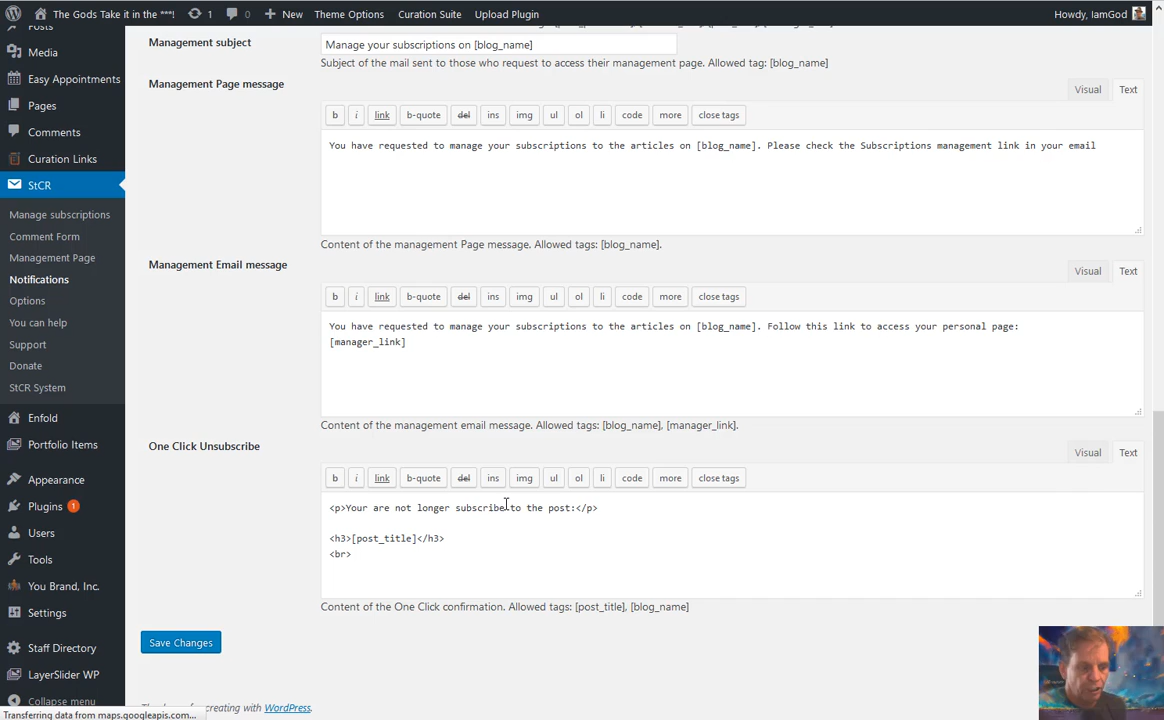 The Gods Take it in the ***!
1
0
New
Theme Options
Curation Suite
Upload Plugin
Howdy, IamGod
Posts
Media
Easy Appointments
Pages
Comments
Curation Links
StCR
Manage subscriptions
Comment Form
Management Page
Notifications
Options
You can help
Support
Donate
StCR System
Enfold
Portfolio Items
Appearance
Plugins 1
Users
Tools
You Brand, Inc.
Settings
Staff Directory
LayerSlider WP
Collapse menu
Transferring data from maps.googleapis.com...
Management subject
Manage your subscriptions on [blog_name]
Subject of the mail sent to those who request to access their management page. Allowed tag: [blog_name]
Management Page message
Visual Text
b i link b-quote del ins img ul ol li code more close tags
You have requested to manage your subscriptions to the articles on [blog_name]. Please check the Subscriptions management link in your email
Content of the management Page message. Allowed tags: [blog_name].
Management Email message
Visual Text
b i link b-quote del ins img ul ol li code more close tags
You have requested to manage your subscriptions to the articles on [blog_name]. Follow this link to access your personal page:
[manager_link]
Content of the management email message. Allowed tags: [blog_name], [manager_link].
One Click Unsubscribe
Visual Text
b i link b-quote del ins img ul ol li code more close tags
<p>Your are not longer subscribe to the post:</p>
<h3>[post_title]</h3>
<br>
Content of the One Click confirmation. Allowed tags: [post_title], [blog_name]
Save Changes
creating with WordPress.